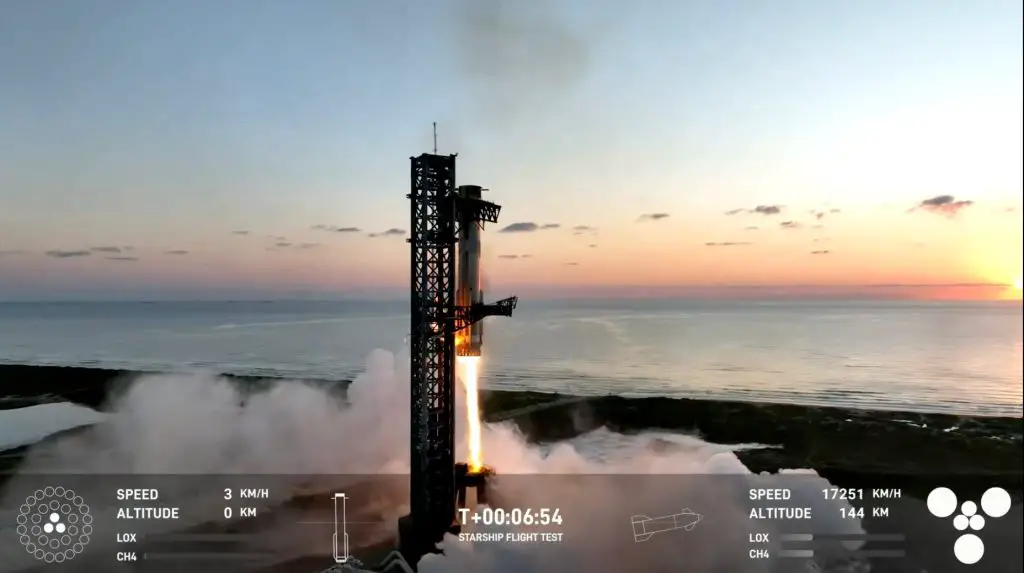 SPEED 3 KM/H
ALTITUDE 0 KM
LOX
CH4
T+00:06:54
STARSHIP FLIGHT TEST
SPEED 17251 KM/H
ALTITUDE 144 KM
LOX
CH4